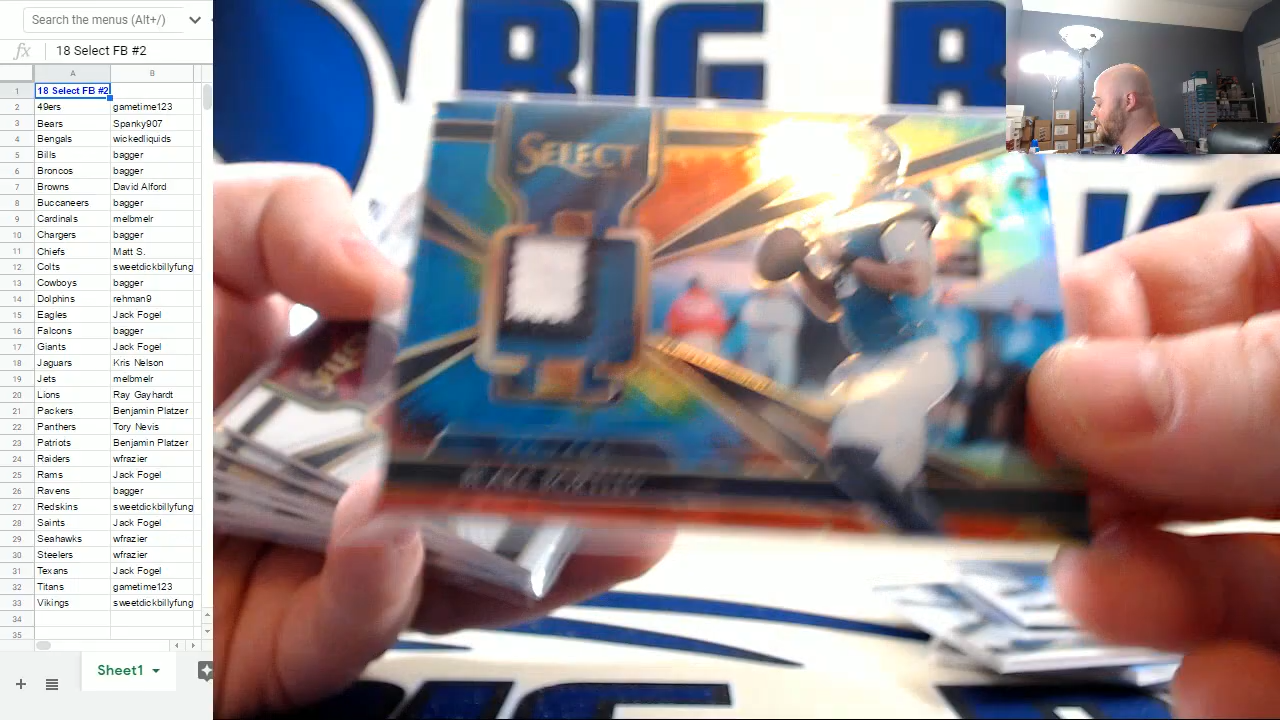 Search the menus (Alt+/)
fx 18 Select FB #2
A B
1 18 Select FB #2
2 49ers gametime123
3 Bears Spanky907
4 Bengals wickedliquids
5 Bills bagger
6 Broncos bagger
7 Browns David Alford
8 Buccaneers bagger
9 Cardinals melbmelr
10 Chargers bagger
11 Chiefs Matt S.
12 Colts sweetdickbillyfung
13 Cowboys bagger
14 Dolphins rehman9
15 Eagles Jack Fogel
16 Falcons bagger
17 Giants Jack Fogel
18 Jaguars Kris Nelson
19 Jets melbmelr
20 Lions Ray Gayhardt
21 Packers Benjamin Platzer
22 Panthers Tory Nevis
23 Patriots Benjamin Platzer
24 Raiders wfrazier
25 Rams Jack Fogel
26 Ravens bagger
27 Redskins sweetdickbillyfung
28 Saints Jack Fogel
29 Seahawks wfrazier
30 Steelers wfrazier
31 Texans Jack Fogel
32 Titans gametime123
33 Vikings sweetdickbillyfung
34
35
Sheet1
BIG
SELECT
SELECT
BLAKE BORTLES
BIG